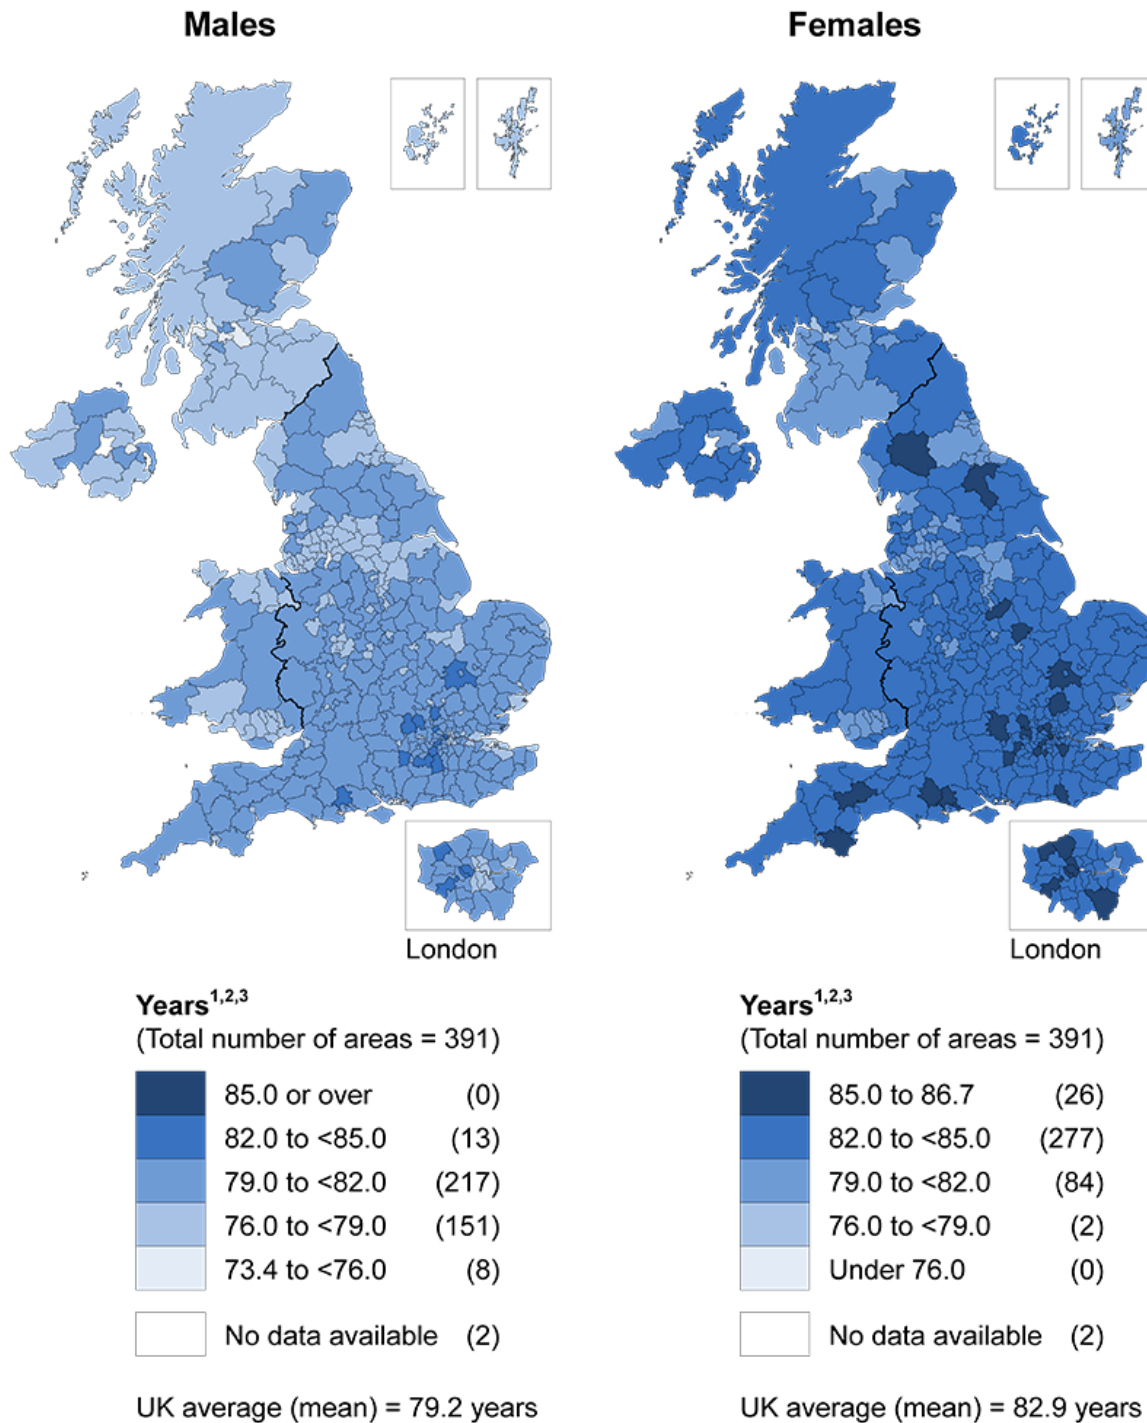 Males
Females
London
London
Years1,2,3
(Total number of areas = 391)
85.0 or over (0)
82.0 to <85.0 (13)
79.0 to <82.0 (217)
76.0 to <79.0 (151)
73.4 to <76.0 (8)
No data available (2)
UK average (mean) = 79.2 years
Years1,2,3
(Total number of areas = 391)
85.0 to 86.7 (26)
82.0 to <85.0 (277)
79.0 to <82.0 (84)
76.0 to <79.0 (2)
Under 76.0 (0)
No data available (2)
UK average (mean) = 82.9 years